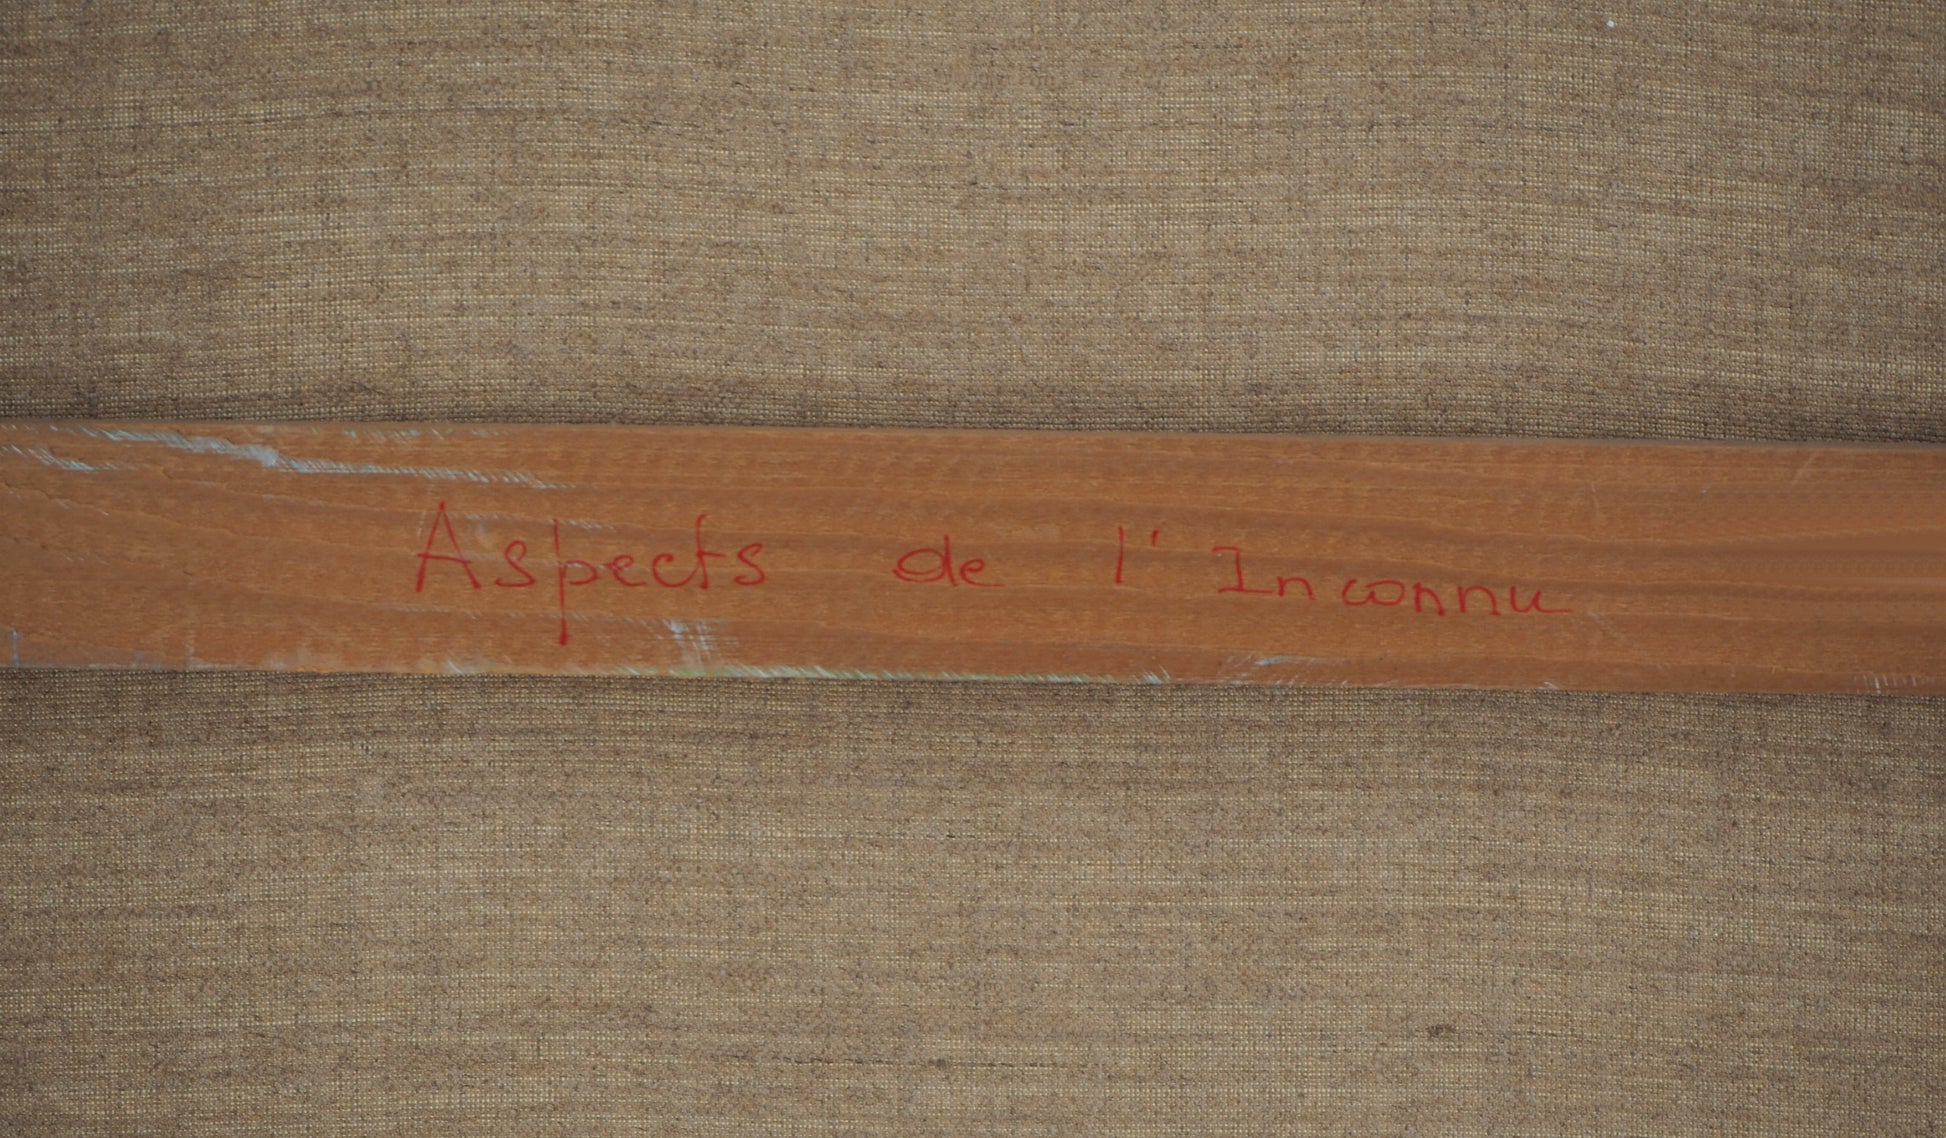 Aspects de l'Inconnu